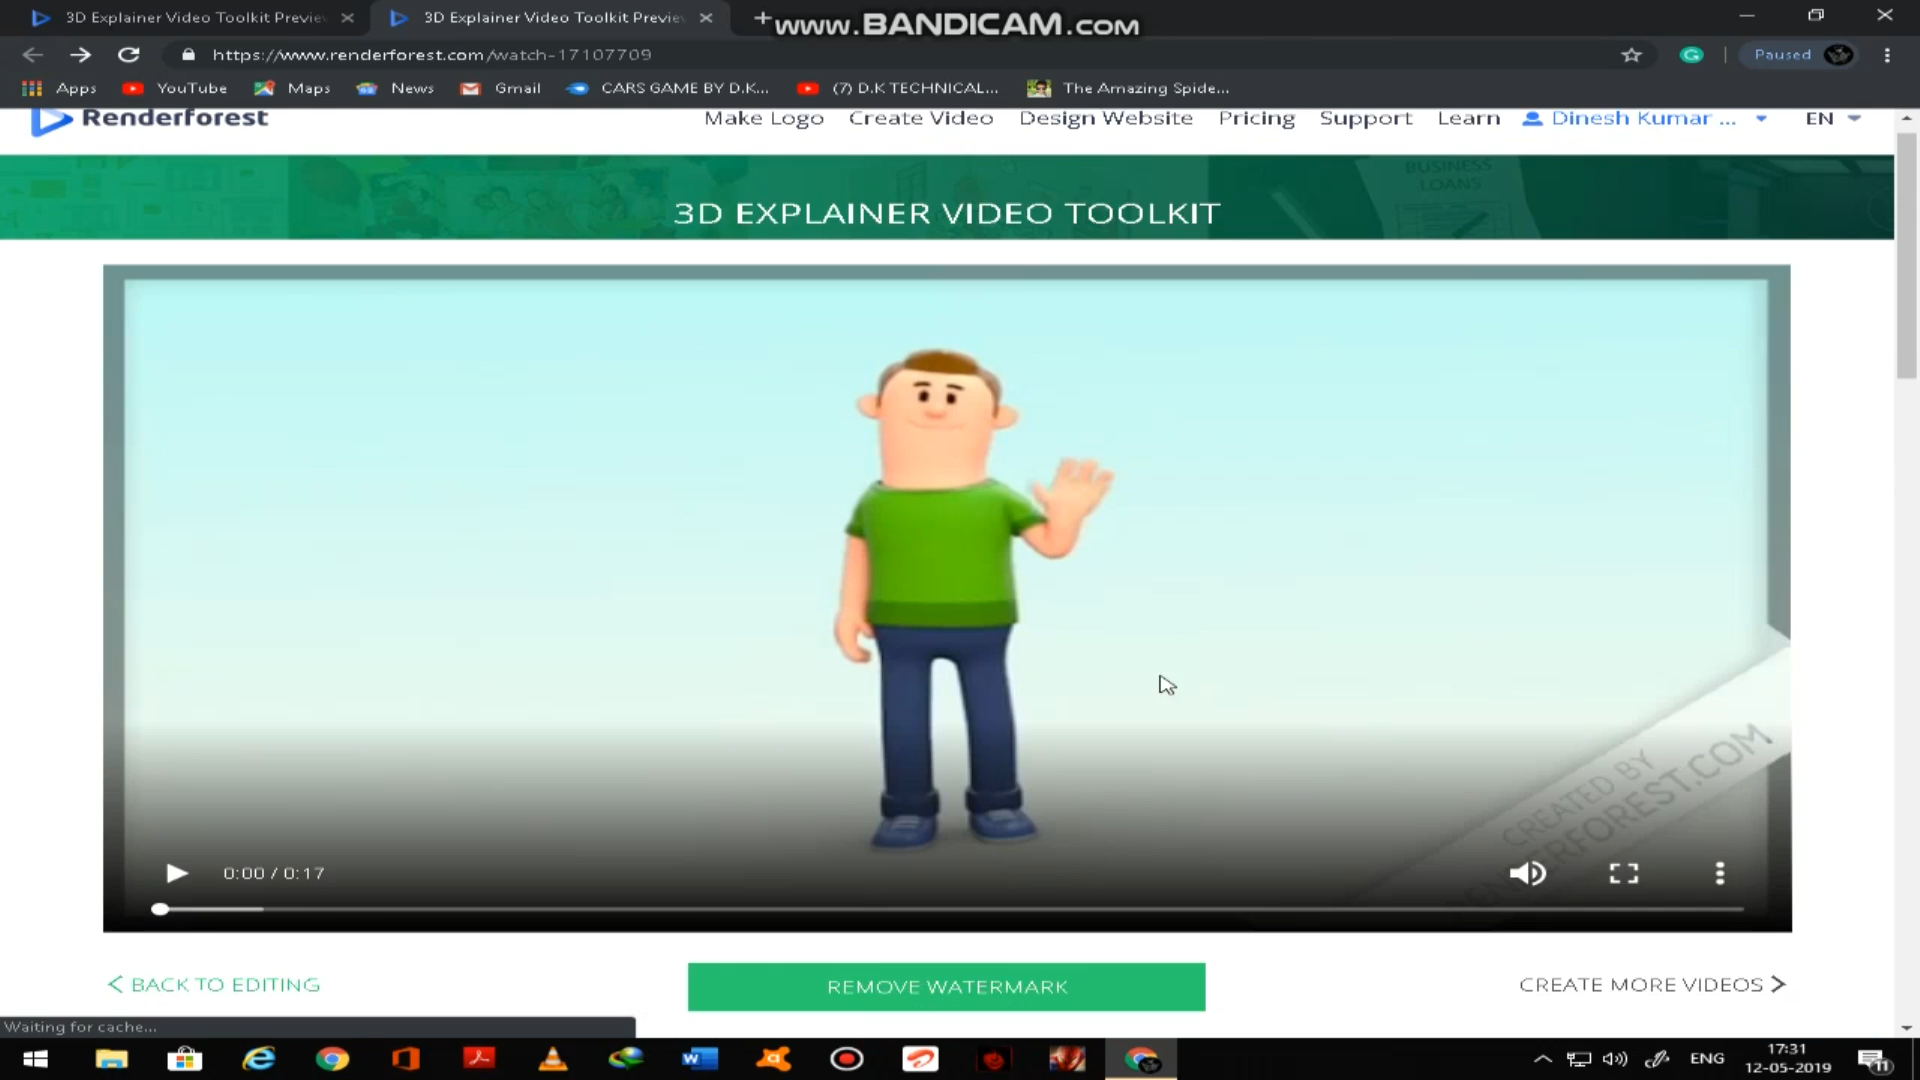 3D Explainer Video Toolkit Previe
3D Explainer Video Toolkit Previe
www.BANDICAM.com
https://www.renderforest.com/watch-17107709
Paused
Apps
YouTube
Maps
News
Gmail
CARS GAME BY D.K...
(7) D.K TECHNICAL...
The Amazing Spide...
Renderforest
Make Logo
Create Video
Design Website
Pricing
Support
Learn
Dinesh Kumar ...
EN
BUSINESS
LOANS
3D EXPLAINER VIDEO TOOLKIT
CREATED BY
RENDERFOREST.COM
0:00 / 0:17
BACK TO EDITING
REMOVE WATERMARK
CREATE MORE VIDEOS
Waiting for cache...
ENG
17:31
12-05-2019
11